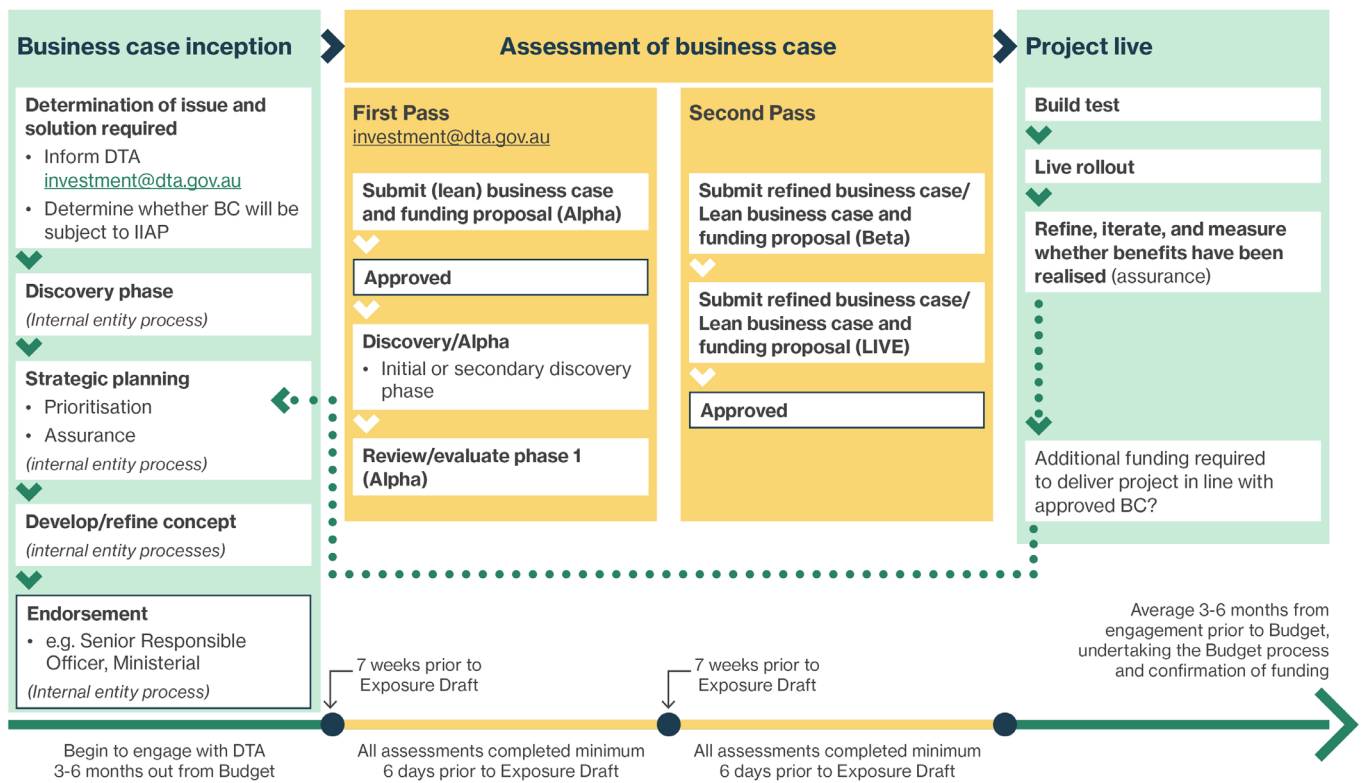 Business case inception
Determination of issue and
solution required
• Inform DTA
investment@dta.gov.au
• Determine whether BC will be
subject to IIAP
Discovery phase
(Internal entity process)
Strategic planning
• Prioritisation
• Assurance
(internal entity process)
Develop/refine concept
(internal entity processes)
Endorsement
• e.g. Senior Responsible
Officer, Ministerial
(Internal entity process)
Assessment of business case
First Pass
investment@dta.gov.au
Submit (lean) business case
and funding proposal (Alpha)
Approved
Discovery/Alpha
• Initial or secondary discovery
phase
Review/evaluate phase 1
(Alpha)
Second Pass
Submit refined business case/
Lean business case and
funding proposal (Beta)
Submit refined business case/
Lean business case and
funding proposal (LIVE)
Approved
Project live
Build test
Live rollout
Refine, iterate, and measure
whether benefits have been
realised (assurance)
Additional funding required
to deliver project in line with
approved BC?
7 weeks prior to
Exposure Draft
7 weeks prior to
Exposure Draft
Average 3-6 months from
engagement prior to Budget,
undertaking the Budget process
and confirmation of funding
Begin to engage with DTA
3-6 months out from Budget
All assessments completed minimum
6 days prior to Exposure Draft
All assessments completed minimum
6 days prior to Exposure Draft